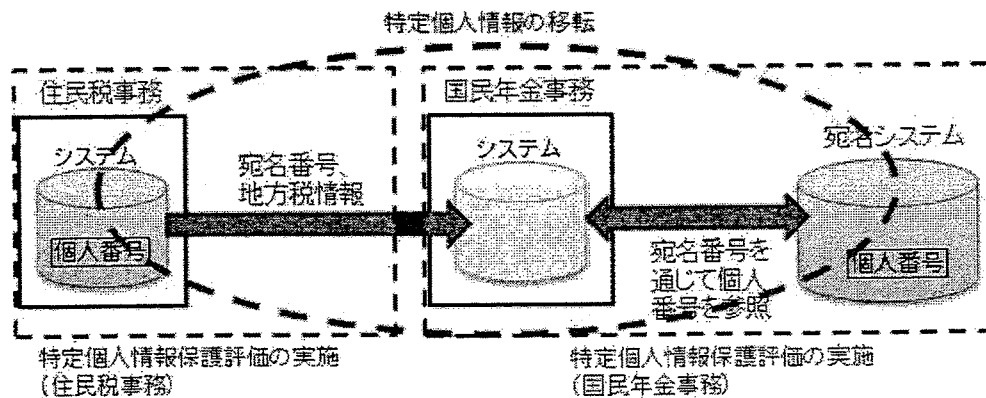 特定個人情報の移転
住民税事務
国民年金事務
システム
宛名番号、
地方税情報
システム
宛名システム
個人番号
宛名番号を
通じて個人
番号を参照
個人番号
特定個人情報保護評価の実施
(住民税事務)
特定個人情報保護評価の実施
(国民年金事務)